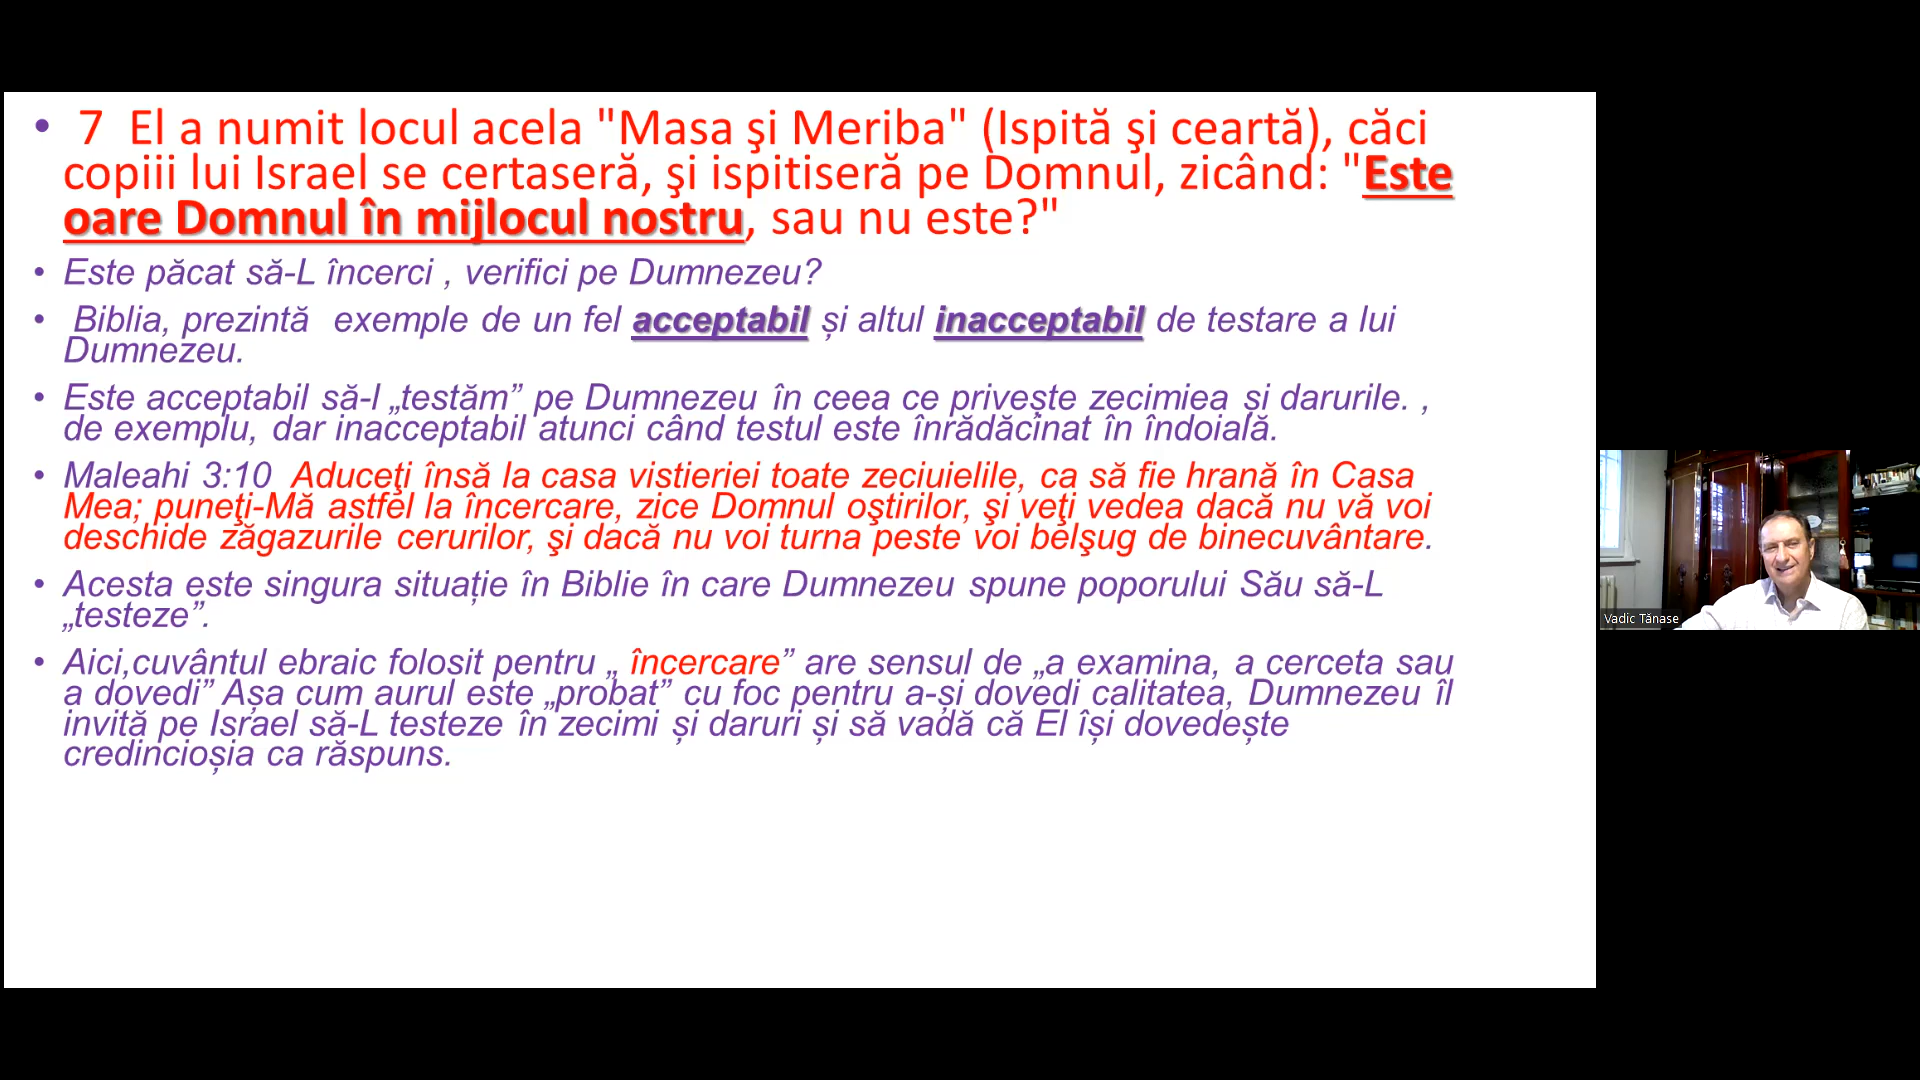 • 7 El a numit locul acela "Masa şi Meriba" (Ispită şi ceartă), căci
copiii lui Israel se certaseră, şi ispitiseră pe Domnul, zicând: "Este
oare Domnul în mijlocul nostru, sau nu este?"
• Este păcat să-L încerci , verifici pe Dumnezeu?
• Biblia, prezintă exemple de un fel acceptabil și altul inacceptabil de testare a lui
Dumnezeu.
• Este acceptabil să-l „testăm” pe Dumnezeu în ceea ce privește zecimiea și darurile. ,
de exemplu, dar inacceptabil atunci când testul este înrădăcinat în îndoială.
• Maleahi 3:10 Aduceţi însă la casa vistieriei toate zeciuielile, ca să fie hrană în Casa
Mea; puneţi-Mă astfel la încercare, zice Domnul oştirilor, şi veţi vedea dacă nu vă voi
deschide zăgazurile cerurilor, şi dacă nu voi turna peste voi belşug de binecuvântare.
• Acesta este singura situație în Biblie în care Dumnezeu spune poporului Său să-L
„testeze”.
• Aici,cuvântul ebraic folosit pentru „ încercare” are sensul de „a examina, a cerceta sau
a dovedi” Așa cum aurul este „probat” cu foc pentru a-și dovedi calitatea, Dumnezeu îl
invită pe Israel să-L testeze în zecimi și daruri și să vadă că El își dovedește
credincioșia ca răspuns.
Vadic Tănase